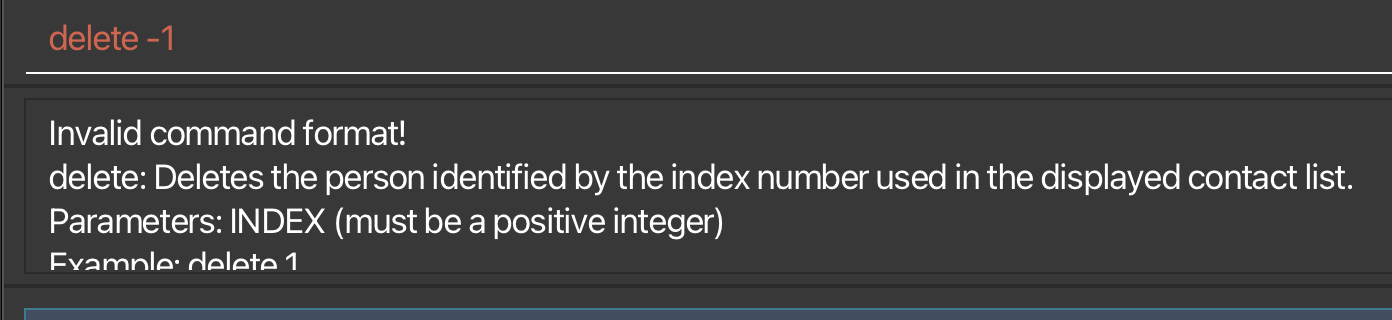 delete -1
Invalid command format!
delete: Deletes the person identified by the index number used in the displayed contact list.
Parameters: INDEX (must be a positive integer)
Example: delete 1